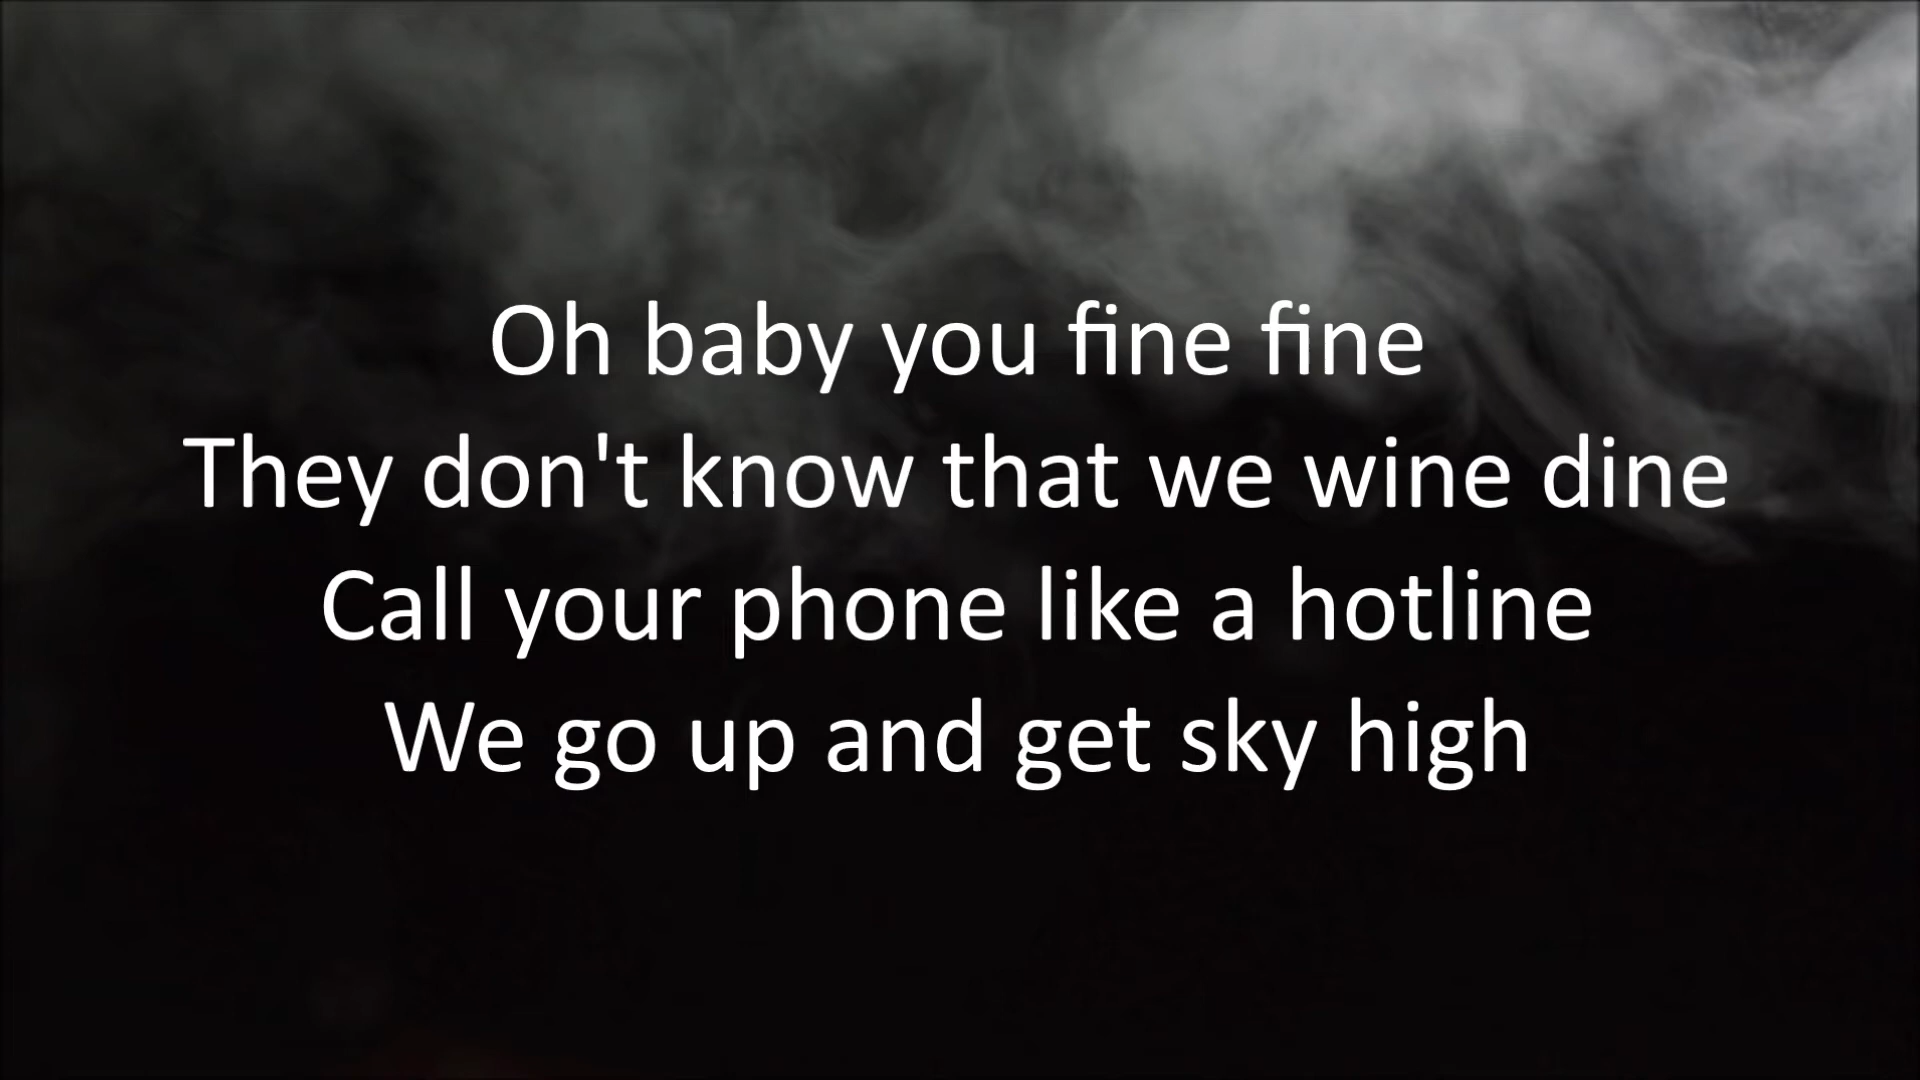 Oh baby you fine fine
They don't know that we wine dine
Call your phone like a hotline
We go up and get sky high